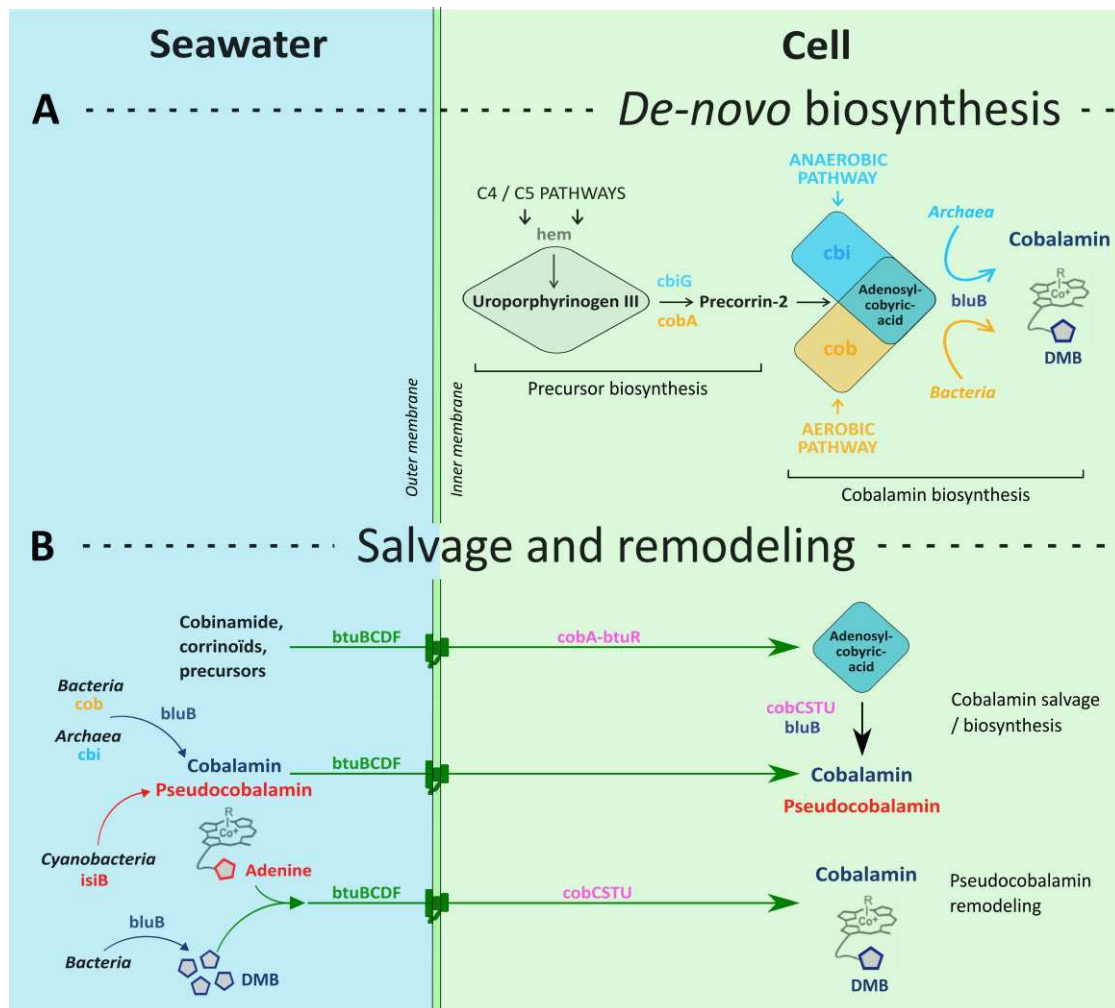 Seawater
Cell
A
De-novo biosynthesis
C4 / C5 PATHWAYS
hem
Uroporphyrinogen III
cbiG
cobA
Precorrin-2
Precursor biosynthesis
ANAEROBIC
PATHWAY
cbi
Adenosyl-
cobyric-
acid
cob
AEROBIC
PATHWAY
Archaea
bluB
Bacteria
Cobalamin
R
Co+
DMB
Cobalamin biosynthesis
Outer membrane
Inner membrane
B
Salvage and remodeling
Cobinamide,
corrinoïds,
precursors
btuBCDF
cobA-btuR
Adenosyl-
cobyric-
acid
Bacteria
cob
bluB
Archaea
cbi
cobCSTU
bluB
Cobalamin salvage
/ biosynthesis
Cobalamin
Pseudocobalamin
btuBCDF
Cobalamin
Pseudocobalamin
R
Co+
Cyanobacteria
isiB
Adenine
btuBCDF
cobCSTU
Cobalamin
R
Co+
DMB
Pseudocobalamin
remodeling
bluB
Bacteria
DMB